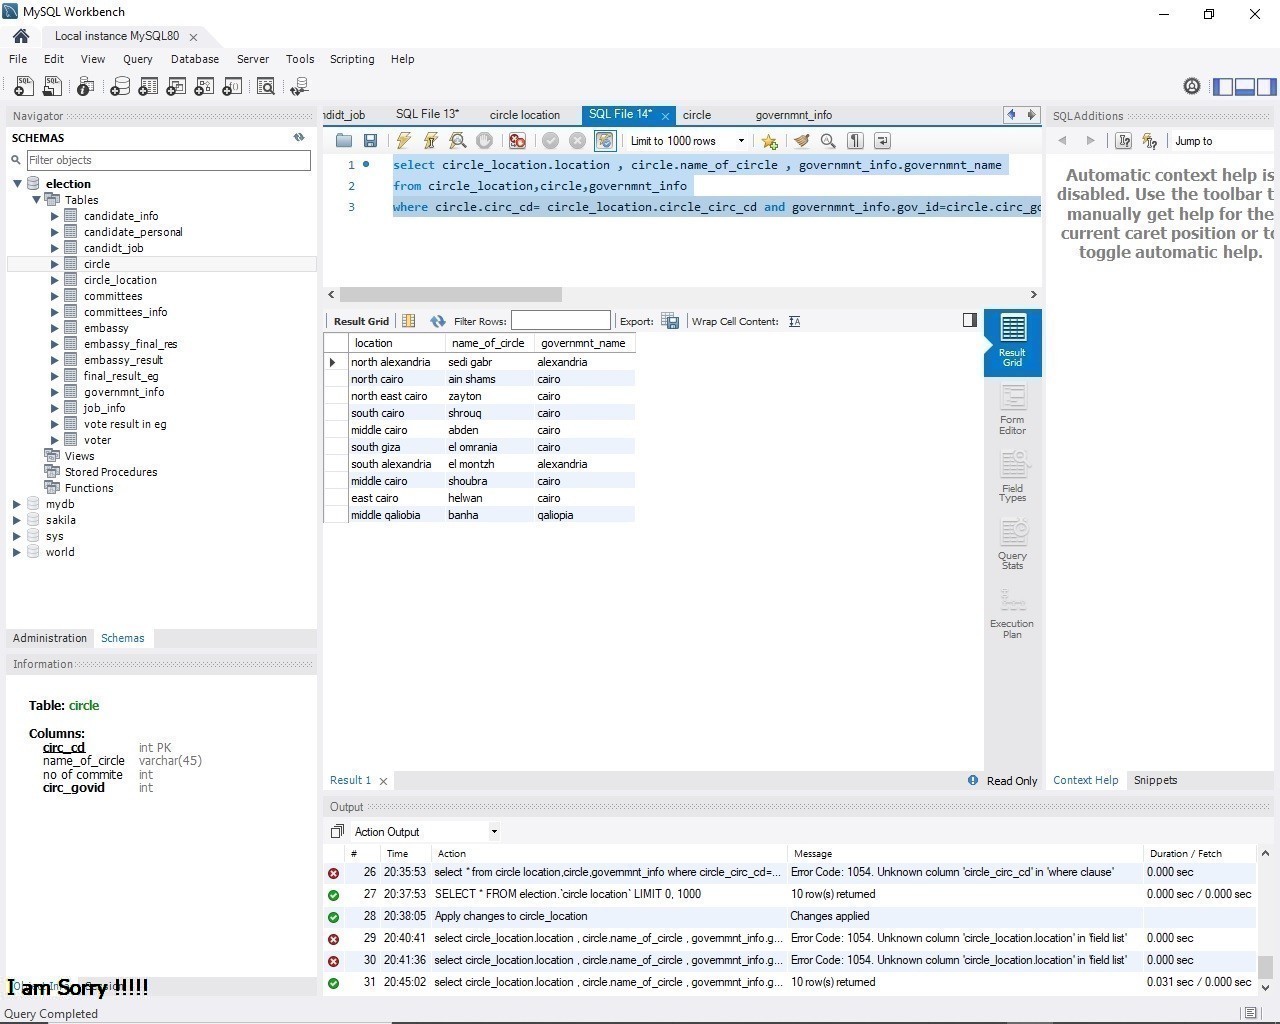 MySQL Workbench
Local instance MySQL80
File Edit View Query Database Server Tools Scripting Help
Navigator
SCHEMAS
Filter objects
election
Tables
candidate_info
candidate_personal
candidt_job
circle
circle_location
committees
committees_info
embassy
embassy_final_res
embassy_result
final_result_eg
governmnt_info
job_info
vote result in eg
voter
Views
Stored Procedures
Functions
mydb
sakila
sys
world
Administration Schemas
Information
Table: circle
Columns:
circ_cd int PK
name_of_circle varchar(45)
no of commite int
circ_govid int
I am Sorry !!!!!
Query Completed
ndidt_job SQL File 13* circle location SQL File 14* circle governmnt_info
Limit to 1000 rows
1 select circle_location.location , circle.name_of_circle , governmnt_info.governmnt_name
2 from circle_location,circle,governmnt_info
3 where circle.circ_cd= circle_location.circle_circ_cd and governmnt_info.gov_id=circle.circ_go
Result Grid Filter Rows: Export: Wrap Cell Content:
location name_of_circle governmnt_name
north alexandria sedi gabr alexandria
north cairo ain shams cairo
north east cairo zayton cairo
south cairo shrouq cairo
middle cairo abden cairo
south giza el omrania cairo
south alexandria el montzh alexandria
middle cairo shoubra cairo
east cairo helwan cairo
middle qaliobia banha qaliopia
Result Grid
Form Editor
Field Types
Query Stats
Execution Plan
Result 1 Read Only
SQLAdditions
Jump to
Automatic context help is
disabled. Use the toolbar t
manually get help for the
current caret position or to
toggle automatic help.
Context Help Snippets
Output
Action Output
# Time Action Message Duration / Fetch
26 20:35:53 select * from circle location,circle,governmnt_info where circle_circ_cd=... Error Code: 1054. Unknown column 'circle_circ_cd' in 'where clause' 0.000 sec
27 20:37:53 SELECT * FROM election.`circle location` LIMIT 0, 1000 10 row(s) returned 0.000 sec / 0.000 sec
28 20:38:05 Apply changes to circle_location Changes applied
29 20:40:41 select circle_location.location , circle.name_of_circle , governmnt_info.g... Error Code: 1054. Unknown column 'circle_location.location' in 'field list' 0.000 sec
30 20:41:36 select circle_location.location , circle.name_of_circle , governmnt_info.g... Error Code: 1054. Unknown column 'circle_location.location' in 'field list' 0.000 sec
31 20:45:02 select circle_location.location , circle.name_of_circle , governmnt_info.g... 10 row(s) returned 0.031 sec / 0.000 sec